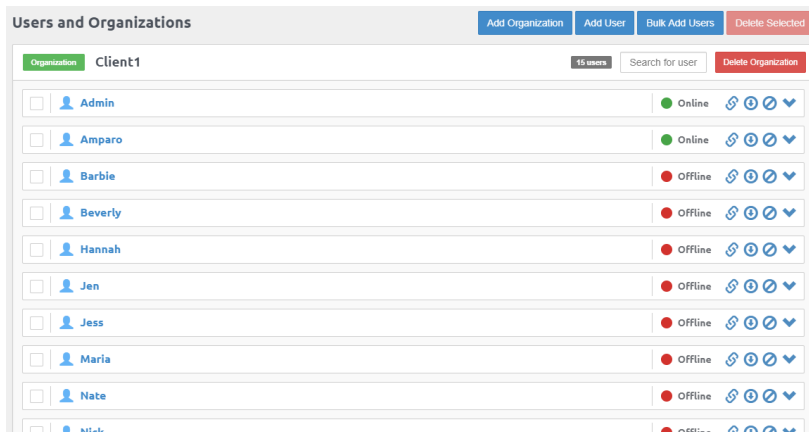 Users and Organizations Add Organization Add User Bulk Add Users Delete Selected
Organization Client1 15 users Search for user Delete Organization
Admin Online
Amparo Online
Barbie Offline
Beverly Offline
Hannah Offline
Jen Offline
Jess Offline
Maria Offline
Nate Offline
Nick Offline